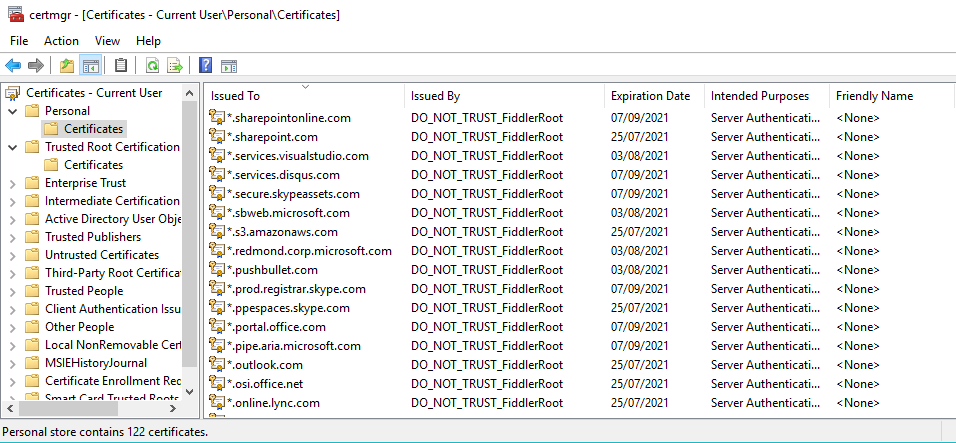 certmgr - [Certificates - Current User\Personal\Certificates]
File Action View Help
Certificates - Current User
Personal
Certificates
Trusted Root Certification
Certificates
Enterprise Trust
Intermediate Certification
Active Directory User Obje
Trusted Publishers
Untrusted Certificates
Third-Party Root Certifica
Trusted People
Client Authentication Issu
Other People
Local NonRemovable Cert
MSIEHistoryJournal
Certificate Enrollment Req
Smart Card Trusted Roots
Issued To Issued By Expiration Date Intended Purposes Friendly Name
*.sharepointonline.com DO_NOT_TRUST_FiddlerRoot 07/09/2021 Server Authenticati... <None>
*.sharepoint.com DO_NOT_TRUST_FiddlerRoot 25/07/2021 Server Authenticati... <None>
*.services.visualstudio.com DO_NOT_TRUST_FiddlerRoot 03/08/2021 Server Authenticati... <None>
*.services.disqus.com DO_NOT_TRUST_FiddlerRoot 07/09/2021 Server Authenticati... <None>
*.secure.skypeassets.com DO_NOT_TRUST_FiddlerRoot 07/09/2021 Server Authenticati... <None>
*.sbweb.microsoft.com DO_NOT_TRUST_FiddlerRoot 03/08/2021 Server Authenticati... <None>
*.s3.amazonaws.com DO_NOT_TRUST_FiddlerRoot 25/07/2021 Server Authenticati... <None>
*.redmond.corp.microsoft.com DO_NOT_TRUST_FiddlerRoot 03/08/2021 Server Authenticati... <None>
*.pushbullet.com DO_NOT_TRUST_FiddlerRoot 03/08/2021 Server Authenticati... <None>
*.prod.registrar.skype.com DO_NOT_TRUST_FiddlerRoot 07/09/2021 Server Authenticati... <None>
*.ppespaces.skype.com DO_NOT_TRUST_FiddlerRoot 25/07/2021 Server Authenticati... <None>
*.portal.office.com DO_NOT_TRUST_FiddlerRoot 07/09/2021 Server Authenticati... <None>
*.pipe.aria.microsoft.com DO_NOT_TRUST_FiddlerRoot 07/09/2021 Server Authenticati... <None>
*.outlook.com DO_NOT_TRUST_FiddlerRoot 25/07/2021 Server Authenticati... <None>
*.osi.office.net DO_NOT_TRUST_FiddlerRoot 25/07/2021 Server Authenticati... <None>
*.online.lync.com DO_NOT_TRUST_FiddlerRoot 25/07/2021 Server Authenticati... <None>
Personal store contains 122 certificates.